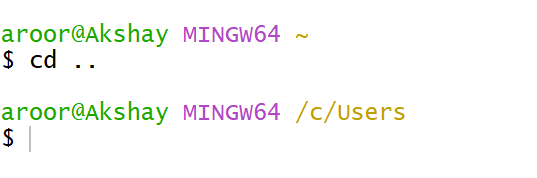 aroor@Akshay MINGW64 ~
$ cd ..
aroor@Akshay MINGW64 /c/Users
$